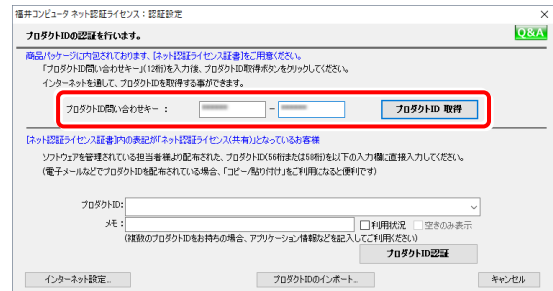 福井コンピュータ ネット認証ライセンス：認証設定
プロダクトIDの認証を行います。
Q&A
商品パッケージに内包されております、[ネット認証ライセンス証書]をご用意ください。
「プロダクトID問い合わせキー」(12桁)を入力後、プロダクトID取得ボタンをクリックしてください。
インターネットを通して、プロダクトIDを取得する事ができます。
プロダクトID問い合わせキー ：
-
プロダクトID 取得
[ネット認証ライセンス証書]内の表記が「ネット認証ライセンス(共有)」となっているお客様
ソフトウェアを管理されている担当者様より配布された、プロダクトID(56桁または58桁)を以下の入力欄に直接入力してください。
(電子メールなどでプロダクトIDを配布されている場合、「コピー/貼り付け」をご利用になると便利です)
プロダクトID:
メモ：
利用状況 空きのみ表示
(複数のプロダクトIDをお持ちの場合、アプリケーション情報などを記入してご利用ください)
プロダクトID認証
インターネット設定...
プロダクトIDのインポート...
キャンセル